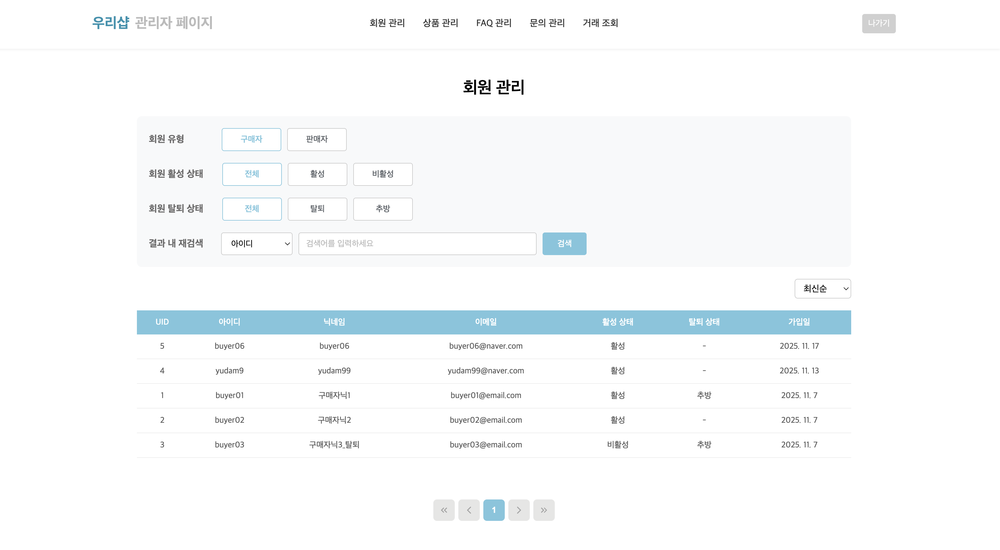 우리샵 관리자 페이지 회원 관리 상품 관리 FAQ 관리 문의 관리 거래 조회 나가기
회원 관리
회원 유형 구매자 판매자
회원 활성 상태 전체 활성 비활성
회원 탈퇴 상태 전체 탈퇴 추방
결과 내 재검색 아이디 검색어를 입력하세요 검색
최신순
UID 아이디 닉네임 이메일 활성 상태 탈퇴 상태 가입일
5 buyer06 buyer06 buyer06@naver.com 활성 - 2025. 11. 17
4 yudam9 yudam99 yudam99@naver.com 활성 - 2025. 11. 13
1 buyer01 구매자닉1 buyer01@email.com 활성 추방 2025. 11. 7
2 buyer02 구매자닉2 buyer02@email.com 활성 - 2025. 11. 7
3 buyer03 구매자닉3_탈퇴 buyer03@email.com 비활성 추방 2025. 11. 7
« < 1 > »